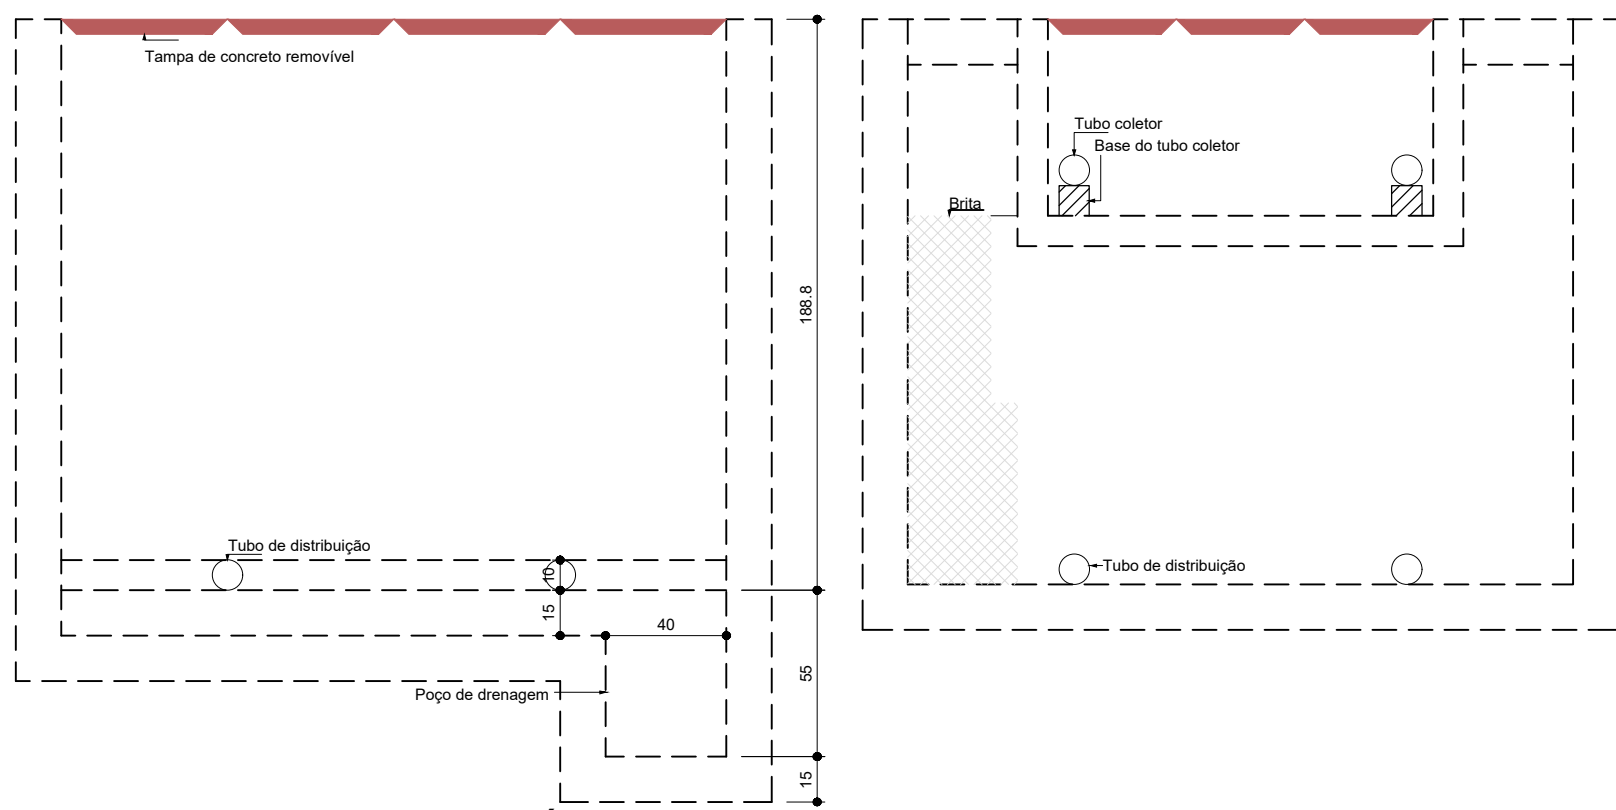 Tampa de concreto removível
Tubo coletor
Base do tubo coletor
Brita
188.8
Tubo de distribuição
10
Tubo de distribuição
15
40
Poço de drenagem
55
15